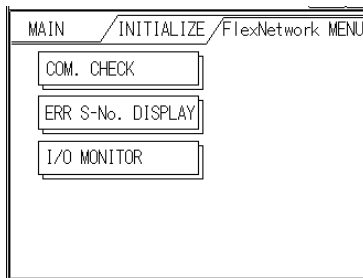 MAIN INITIALIZE FlexNetwork MENU
COM. CHECK
ERR S-No. DISPLAY
I/O MONITOR